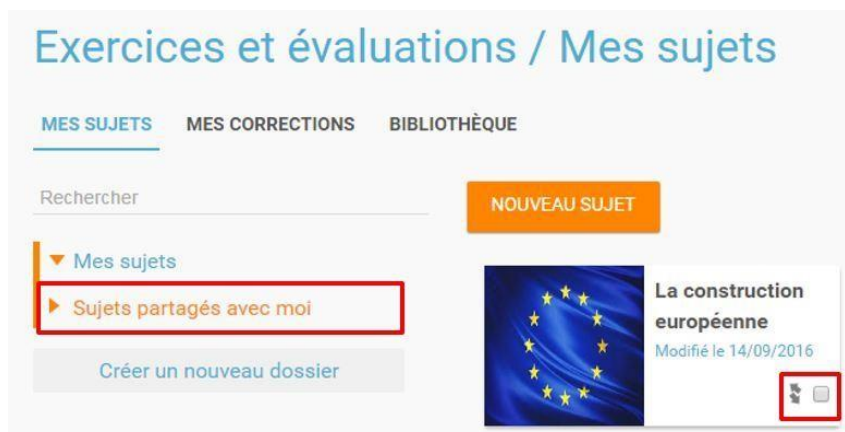 Exercices et évaluations / Mes sujets
MES SUJETS MES CORRECTIONS BIBLIOTHÈQUE
Rechercher
NOUVEAU SUJET
Mes sujets
Sujets partagés avec moi
Créer un nouveau dossier
La construction
européenne
Modifié le 14/09/2016